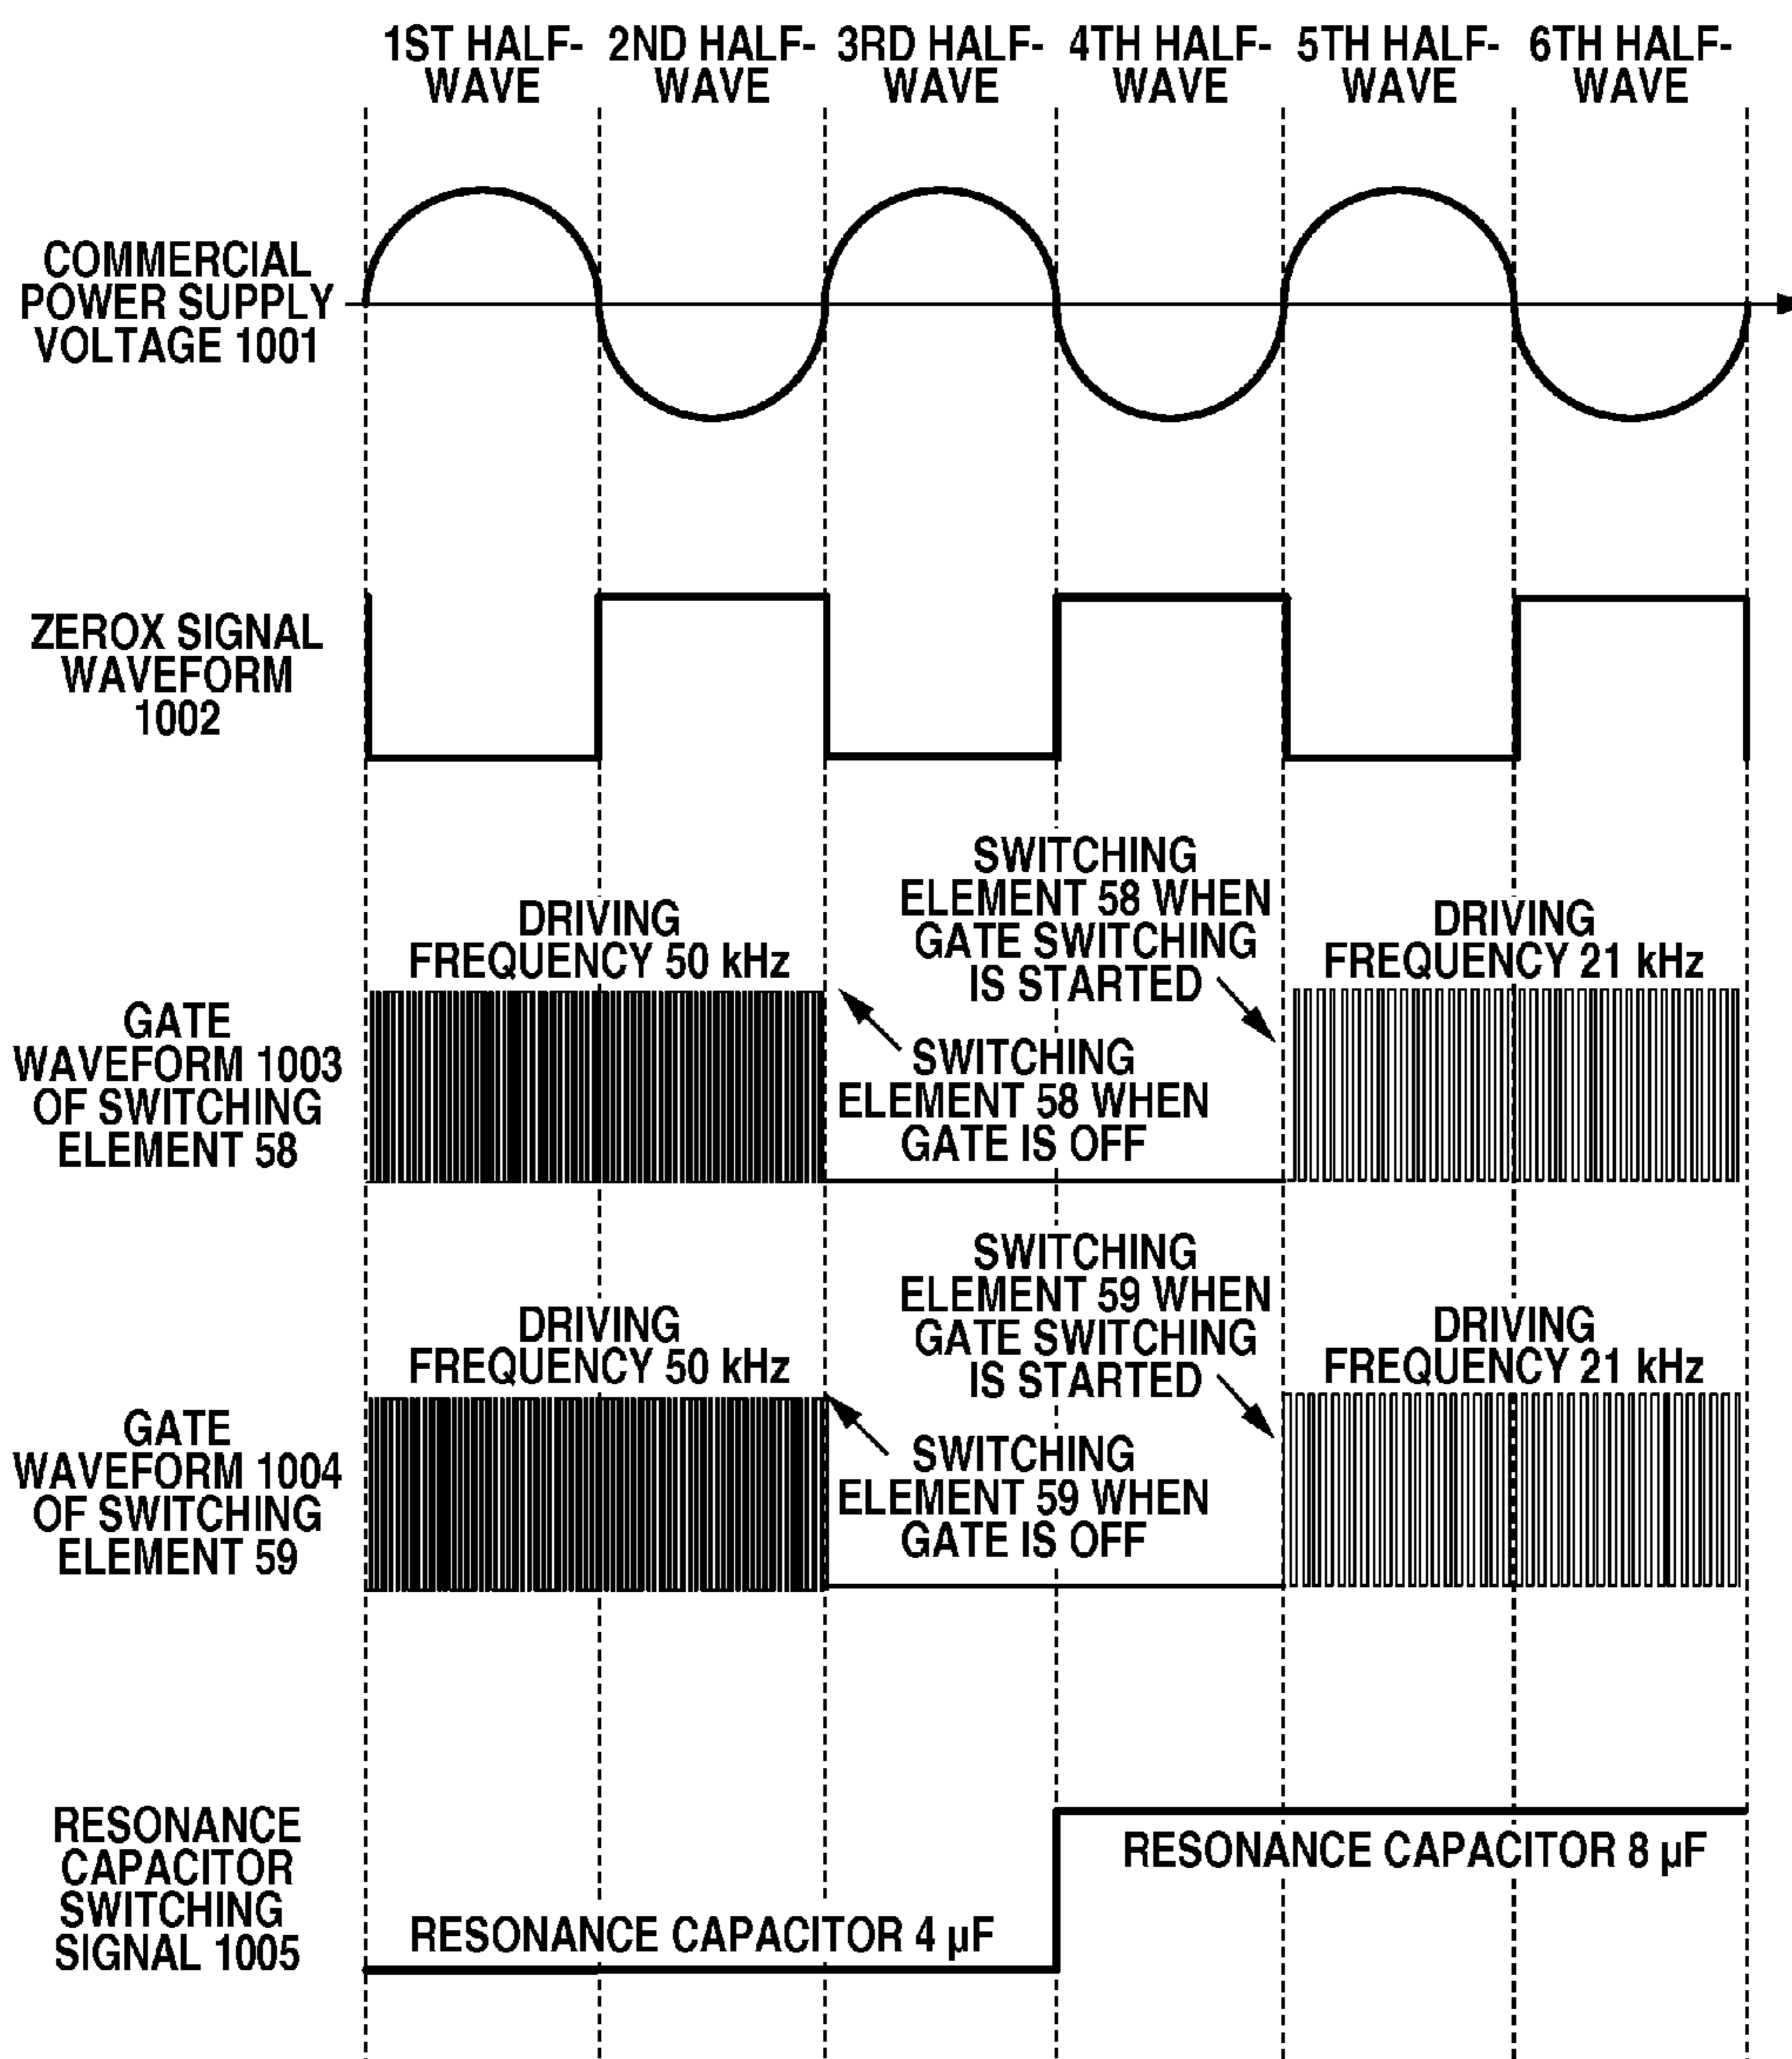 1ST HALF-
WAVE
2ND HALF-
WAVE
3RD HALF-
WAVE
4TH HALF-
WAVE
5TH HALF-
WAVE
6TH HALF-
WAVE
COMMERCIAL
POWER SUPPLY
VOLTAGE 1001
ZEROX SIGNAL
WAVEFORM
1002
GATE
WAVEFORM 1003
OF SWITCHING
ELEMENT 58
DRIVING
FREQUENCY 50 kHz
SWITCHING
ELEMENT 58 WHEN
GATE SWITCHING
IS STARTED
SWITCHING
ELEMENT 58 WHEN
GATE IS OFF
DRIVING
FREQUENCY 21 kHz
GATE
WAVEFORM 1004
OF SWITCHING
ELEMENT 59
DRIVING
FREQUENCY 50 kHz
SWITCHING
ELEMENT 59 WHEN
GATE SWITCHING
IS STARTED
SWITCHING
ELEMENT 59 WHEN
GATE IS OFF
DRIVING
FREQUENCY 21 kHz
RESONANCE
CAPACITOR
SWITCHING
SIGNAL 1005
RESONANCE CAPACITOR 4 μF
RESONANCE CAPACITOR 8 μF